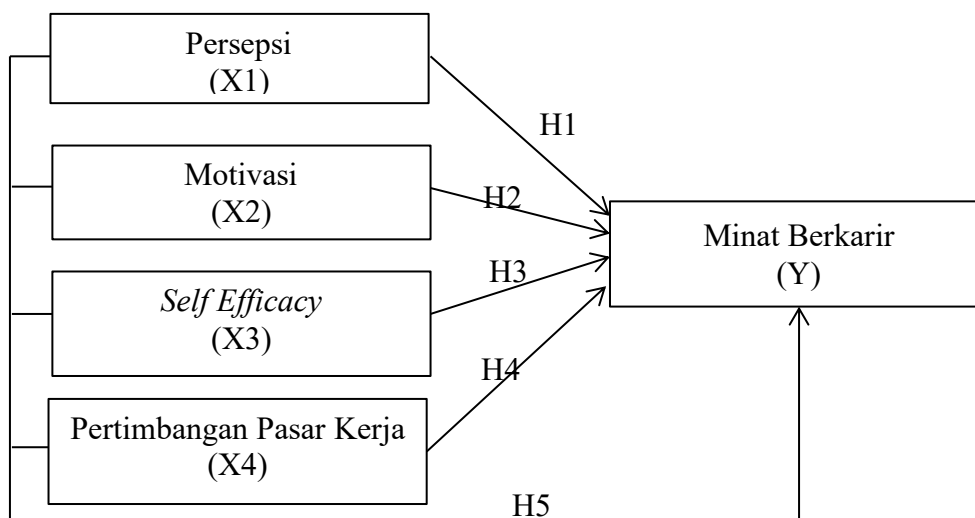 Persepsi
(X1)
H1
Motivasi
(X2)
H2
Minat Berkarir
(Y)
Self Efficacy
(X3)
H3
H4
Pertimbangan Pasar Kerja
(X4)
H5